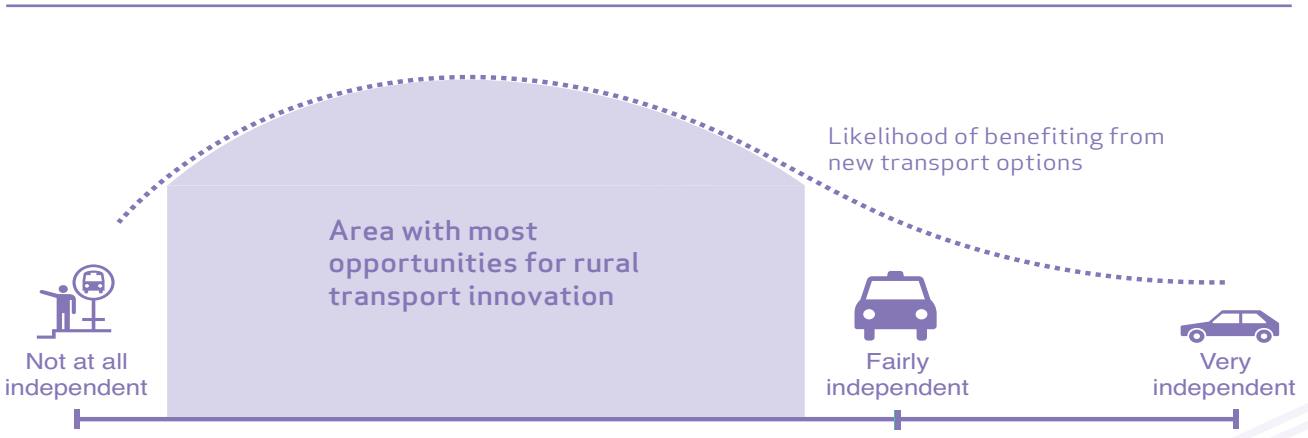 Likelihood of benefiting from
new transport options
Area with most
opportunities for rural
transport innovation
Not at all
independent
Fairly
independent
Very
independent